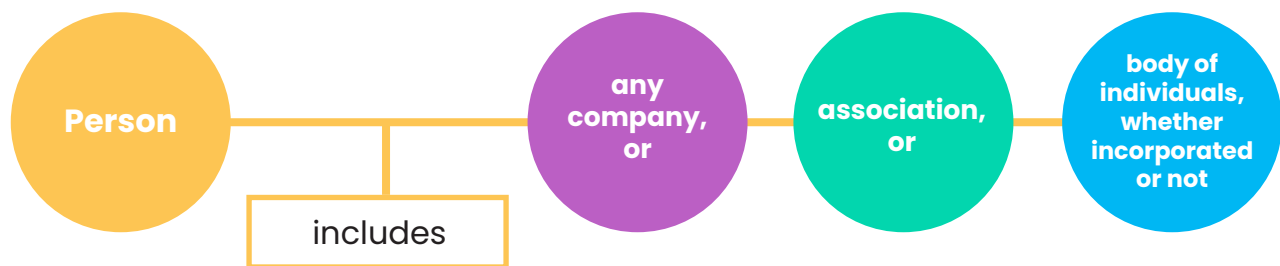 Person
includes
any
company,
or
association,
or
body of
individuals,
whether
incorporated
or not